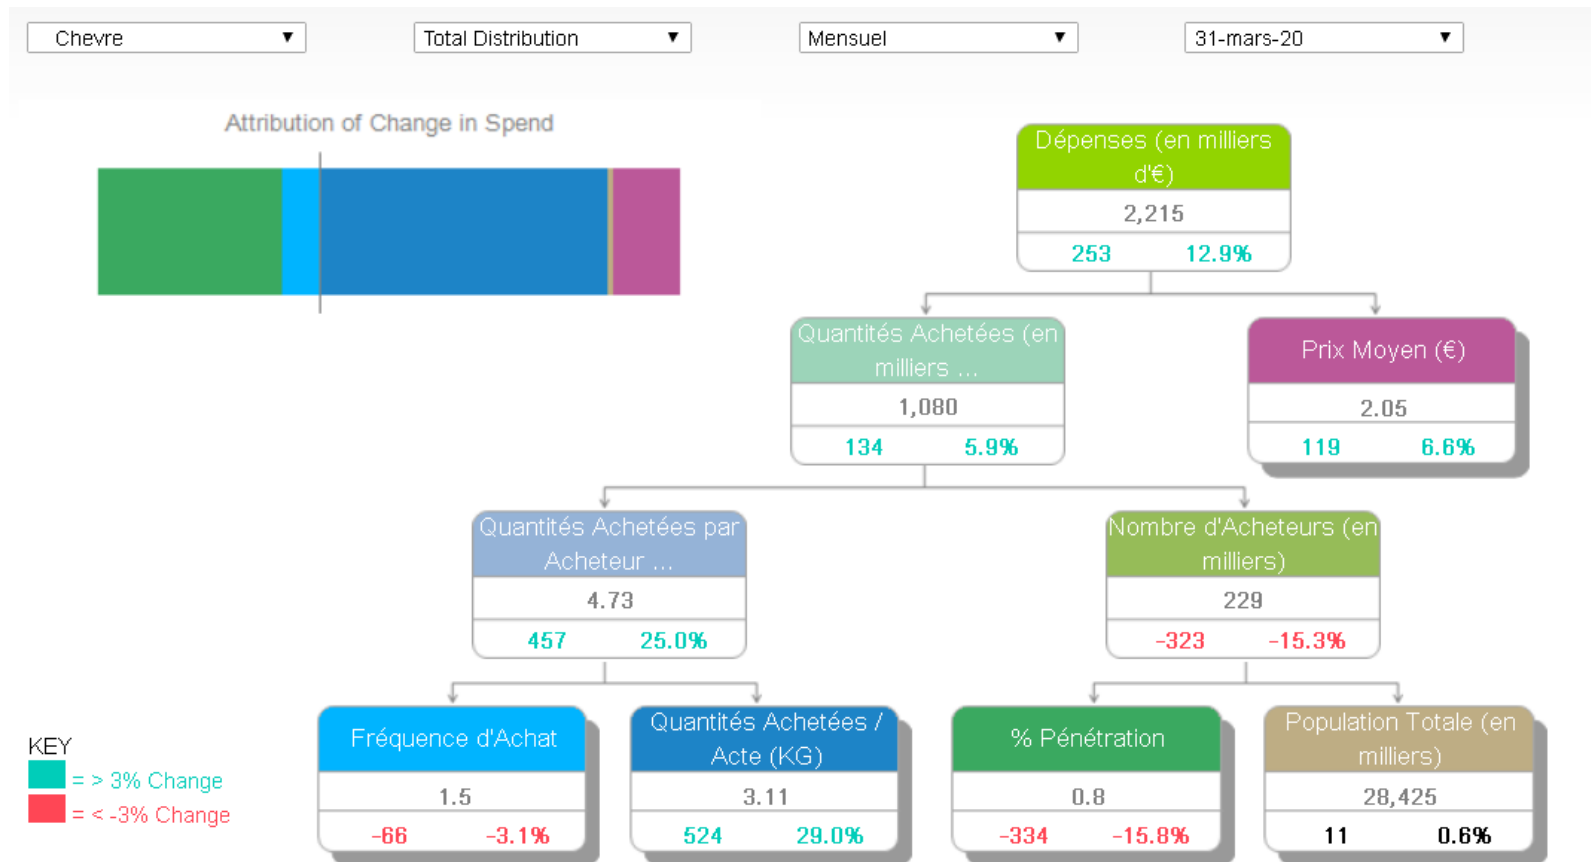 Chevre ▼ Total Distribution ▼ Mensuel ▼ 31-mars-20 ▼
Attribution of Change in Spend
Dépenses (en milliers
d'€)
2,215
253 12.9%
Quantités Achetées (en
milliers ...
1,080
134 5.9%
Prix Moyen (€)
2.05
119 6.6%
Quantités Achetées par
Acheteur ...
4.73
457 25.0%
Nombre d'Acheteurs (en
milliers)
229
-323 -15.3%
Fréquence d'Achat
1.5
-66 -3.1%
Quantités Achetées /
Acte (KG)
3.11
524 29.0%
% Pénétration
0.8
-334 -15.8%
Population Totale (en
milliers)
28,425
11 0.6%
KEY
= > 3% Change
= < -3% Change